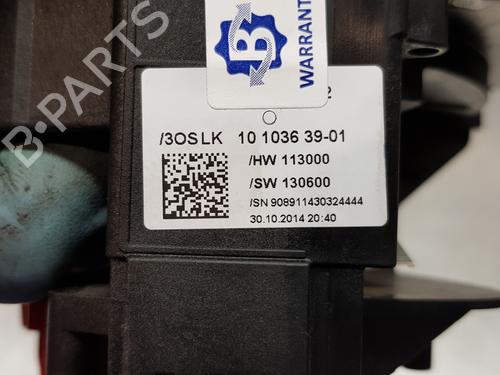 B
WARRANT
2
/3OSLK 10 1036 39-01
/HW 113000
/SW 130600
/SN 908911430324444
30.10.2014 20:40
B-Parts